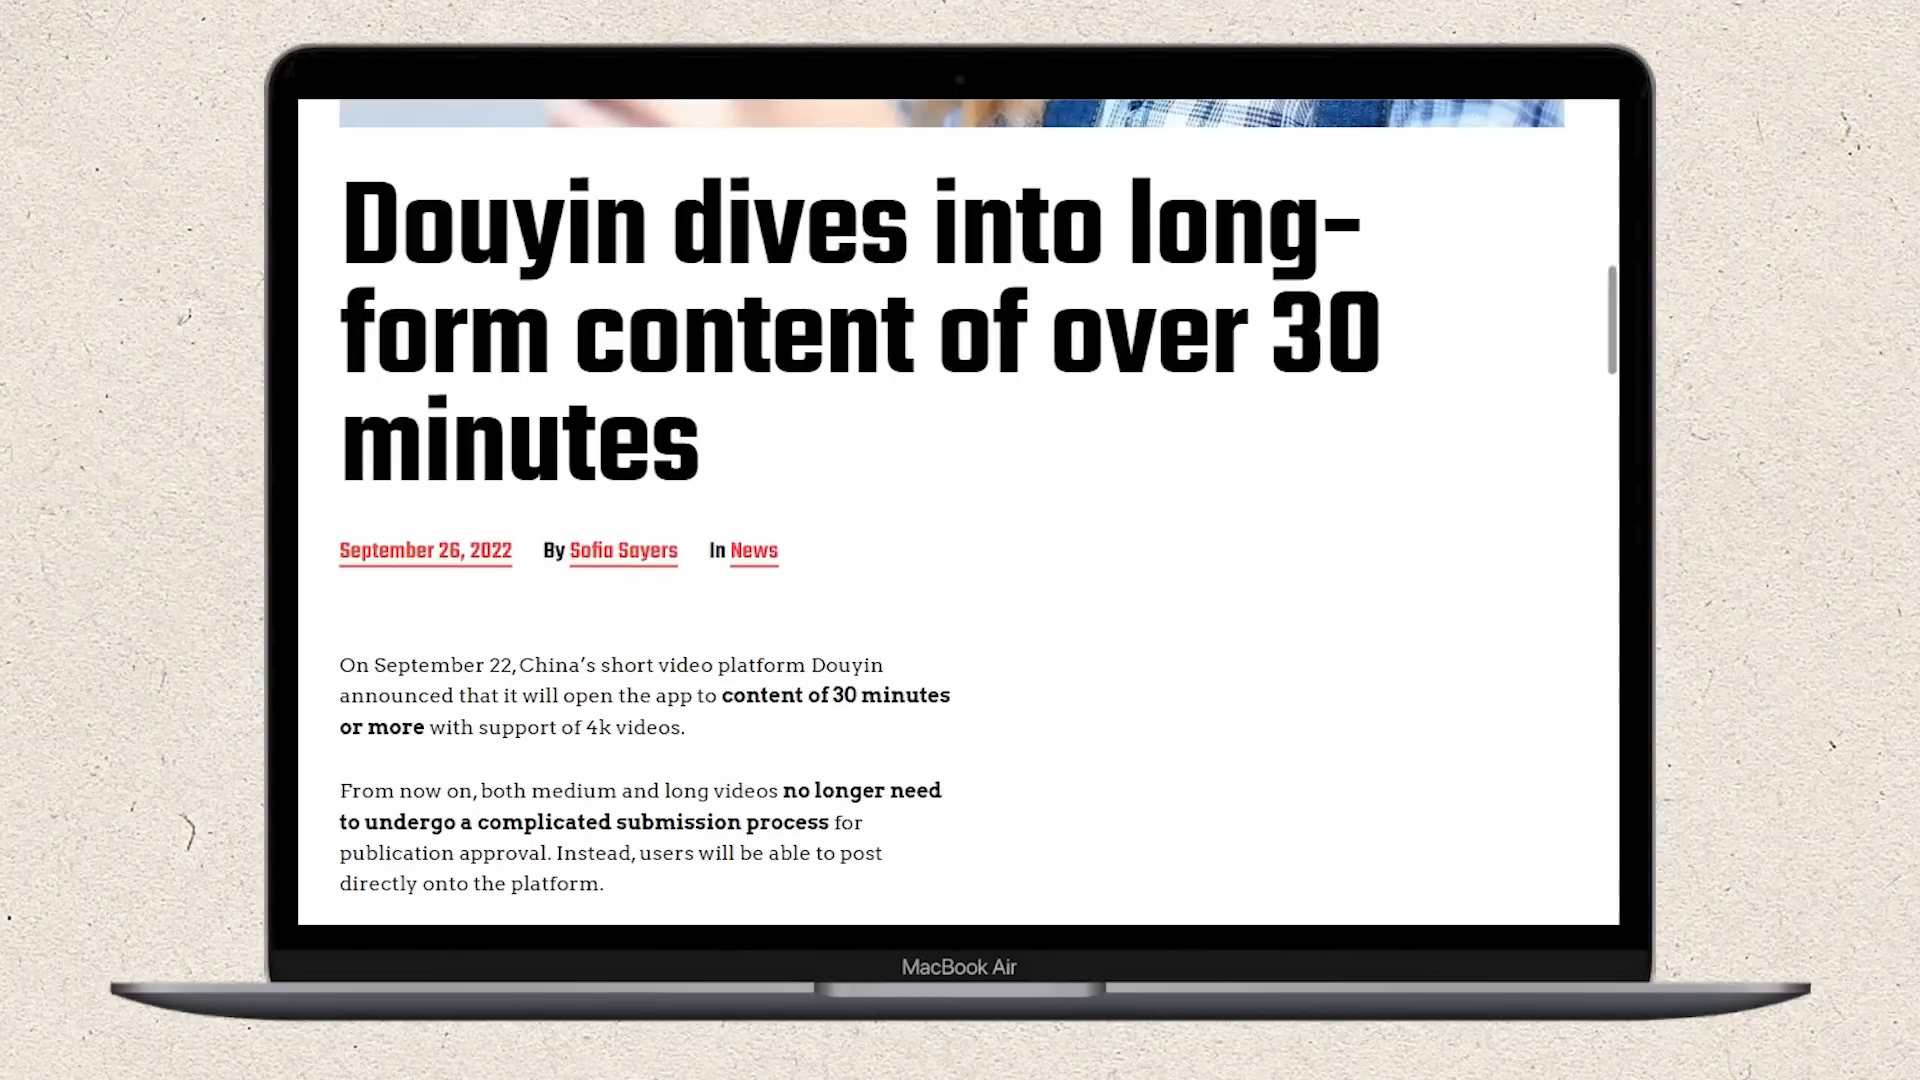 Douyin dives into long-
form content of over 30
minutes
September 26, 2022 By Sofia Sayers In News
On September 22, China’s short video platform Douyin
announced that it will open the app to content of 30 minutes
or more with support of 4k videos.
From now on, both medium and long videos no longer need
to undergo a complicated submission process for
publication approval. Instead, users will be able to post
directly onto the platform.
MacBook Air